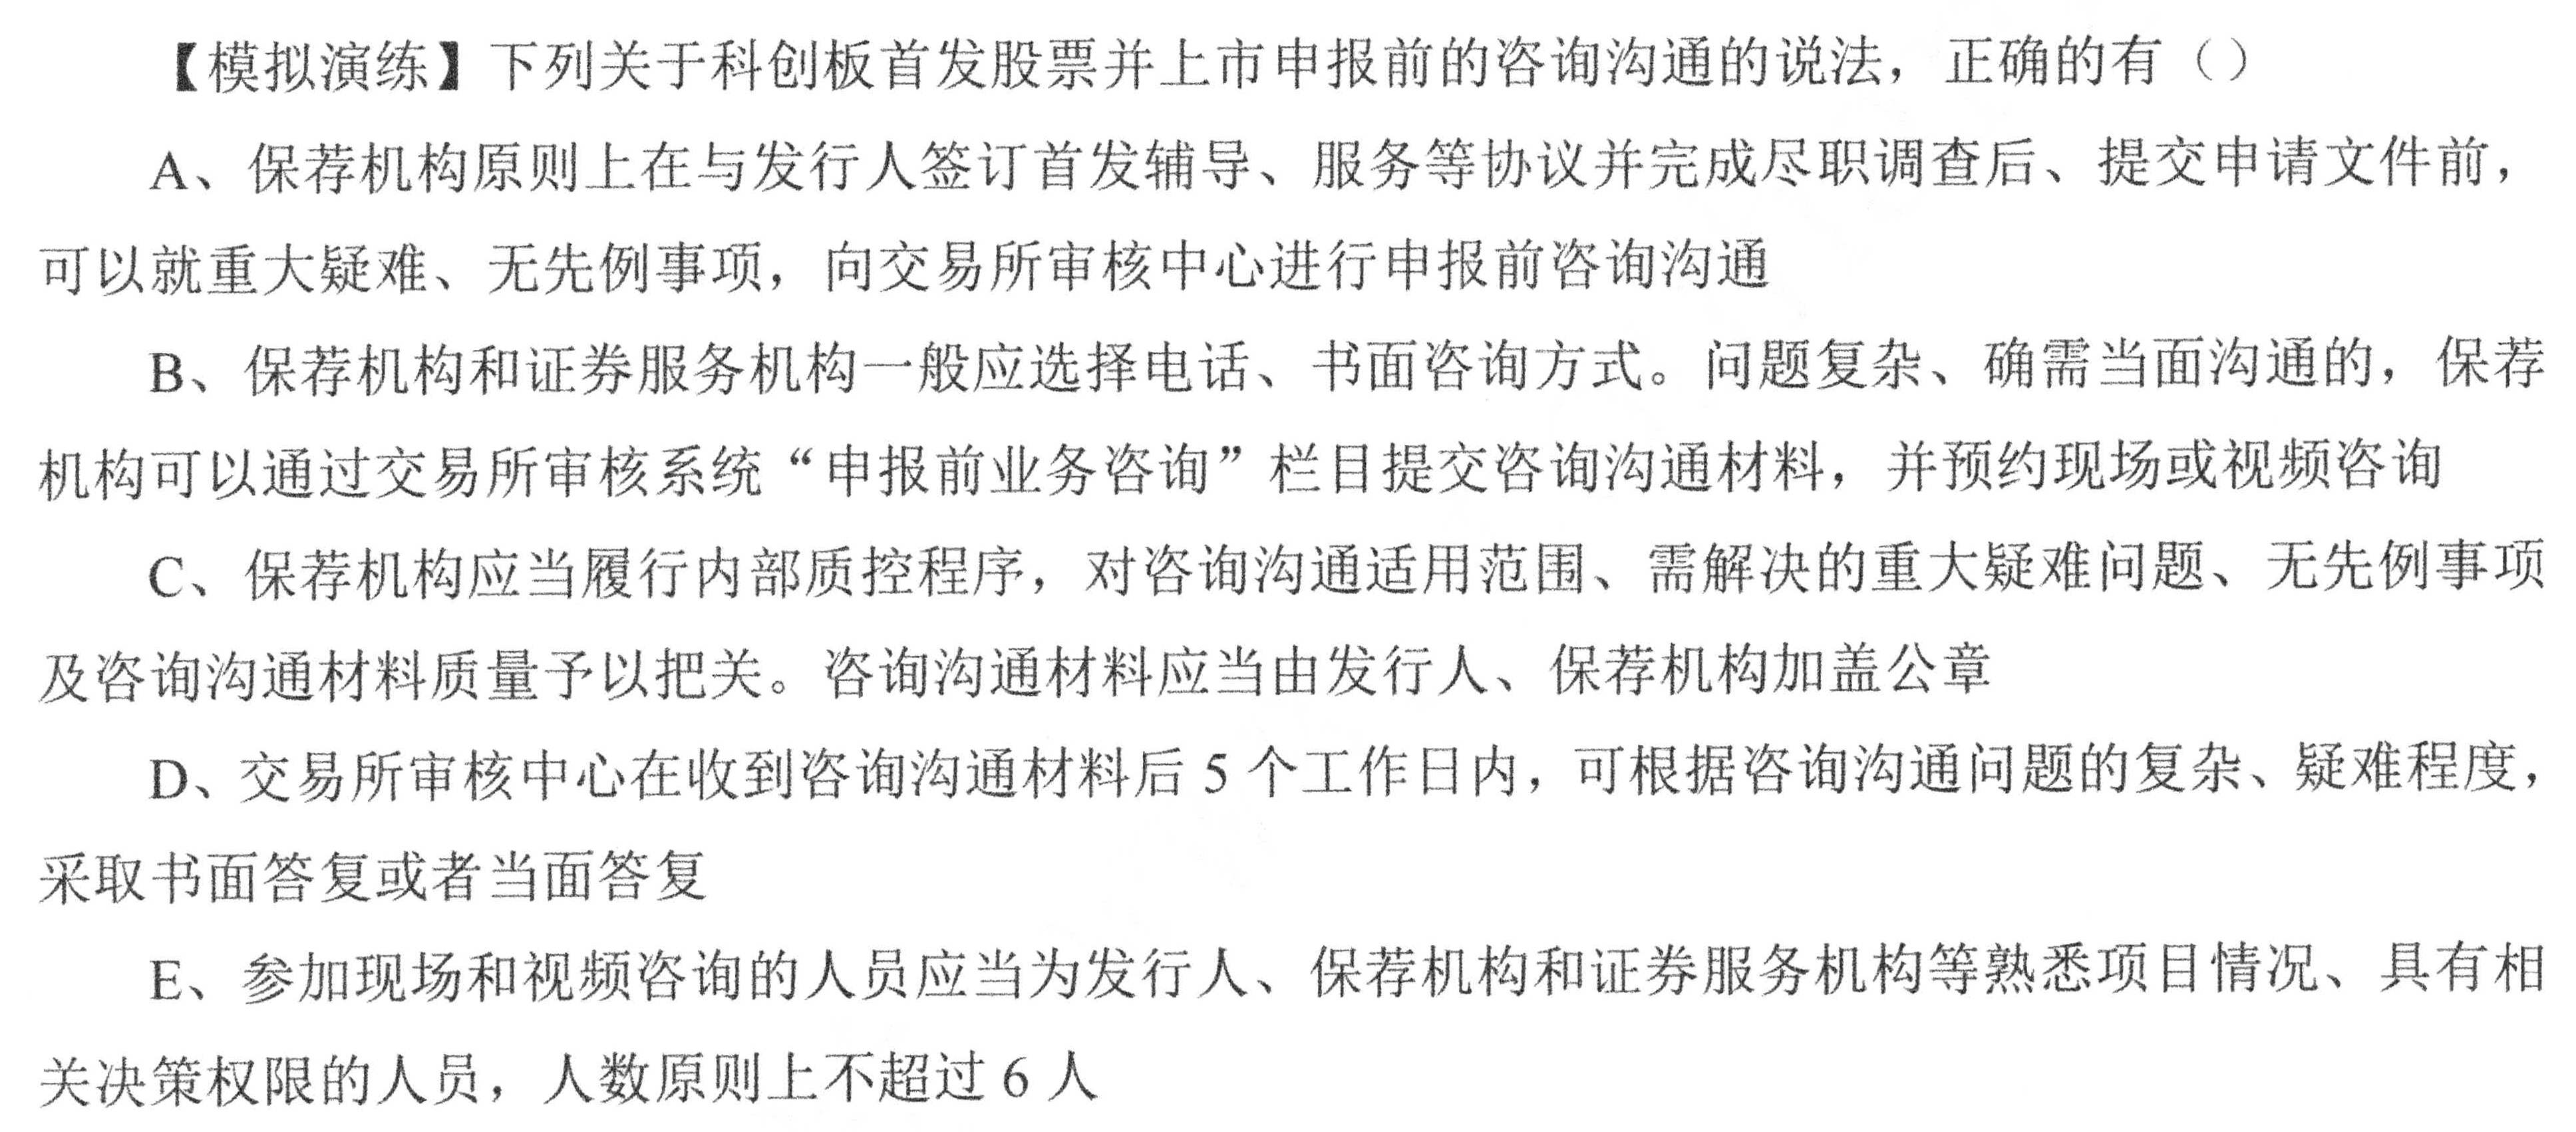 【模拟演练】下列关于科创板首发股票并上市申报前的咨询沟通的说法，正确的有（）
A、保荐机构原则上在与发行人签订首发辅导、服务等协议并完成尽职调查后、提交申请文件前，
可以就重大疑难、无先例事项，向交易所审核中心进行申报前咨询沟通
B、保荐机构和证券服务机构一般应选择电话、书面咨询方式。问题复杂、确需当面沟通的，保荐
机构可以通过交易所审核系统“申报前业务咨询”栏目提交咨询沟通材料，并预约现场或视频咨询
C、保荐机构应当履行内部质控程序，对咨询沟通适用范围、需解决的重大疑难问题、无先例事项
及咨询沟通材料质量予以把关。咨询沟通材料应当由发行人、保荐机构加盖公章
D、交易所审核中心在收到咨询沟通材料后 5 个工作日内，可根据咨询沟通问题的复杂、疑难程度，
采取书面答复或者当面答复
E、参加现场和视频咨询的人员应当为发行人、保荐机构和证券服务机构等熟悉项目情况、具有相
关决策权限的人员，人数原则上不超过 6 人